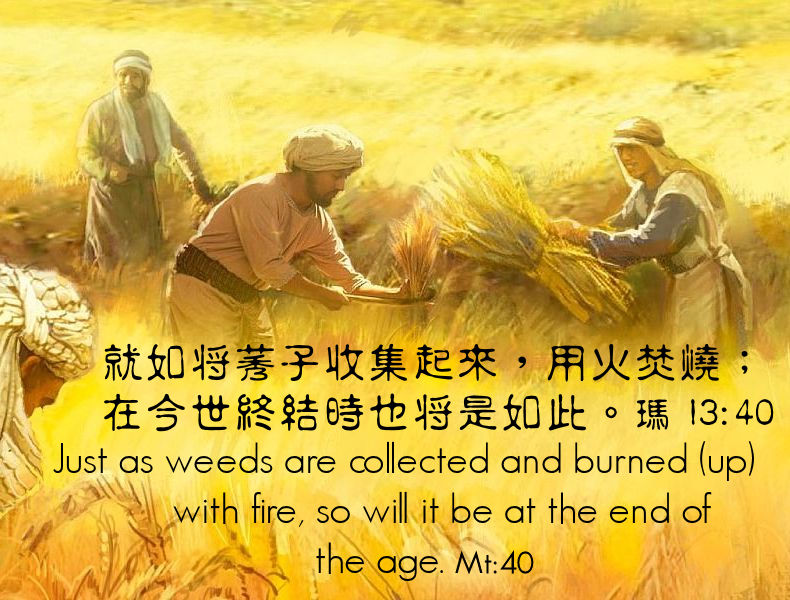 就如将莠子收集起來，用火焚燒；
在今世終結時也将是如此。瑪 13:40
Just as weeds are collected and burned (up)
with fire, so will it be at the end of
the age. Mt:40